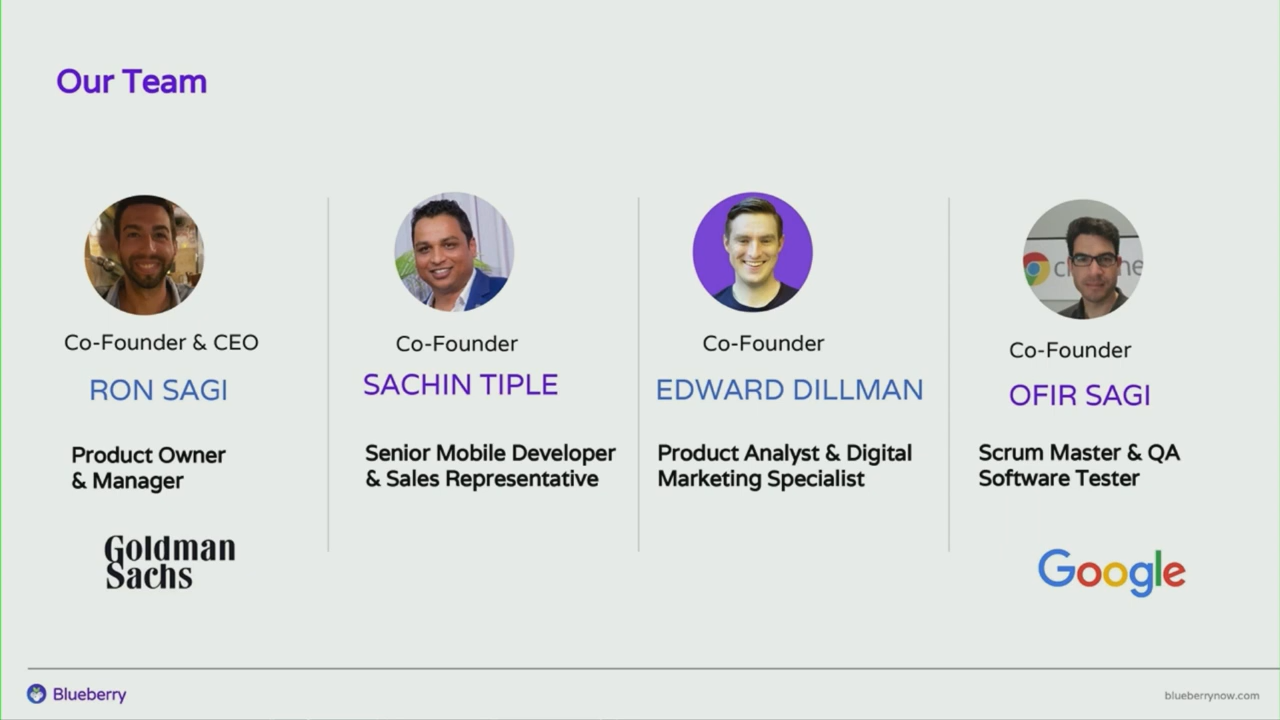 Our Team
Co-Founder & CEO
RON SAGI
Product Owner
& Manager
Goldman
Sachs
Co-Founder
SACHIN TIPLE
Senior Mobile Developer
& Sales Representative
Co-Founder
EDWARD DILLMAN
Product Analyst & Digital
Marketing Specialist
Co-Founder
OFIR SAGI
Scrum Master & QA
Software Tester
Google
Blueberry
blueberrynow.com